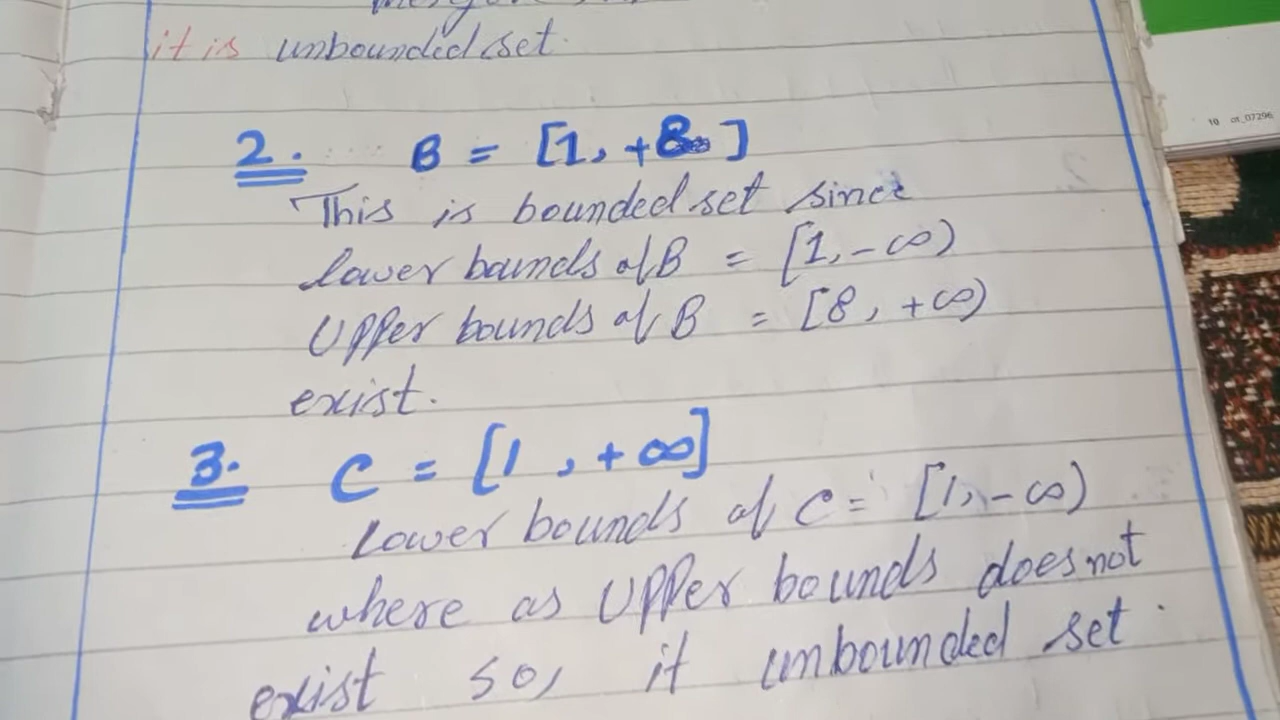 it is unbounded set.
2. B = [1, +8]
This is bounded set since
lower bounds of B = [1, -∞)
Upper bounds of B = [8, +∞)
exist.
3. C = [1, +∞]
Lower bounds of C = [1, -∞)
where as Upper bounds does not
exist so, it unbounded set.
10